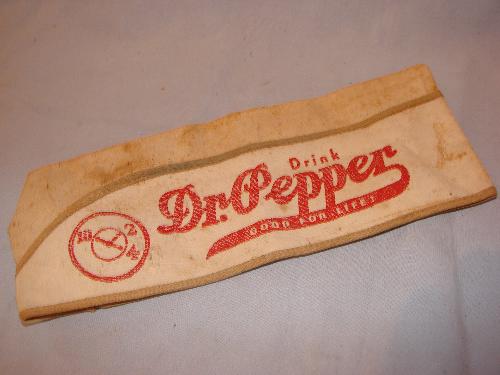 Drink
Dr. Pepper
GOOD FOR LIFE!
10 2 4